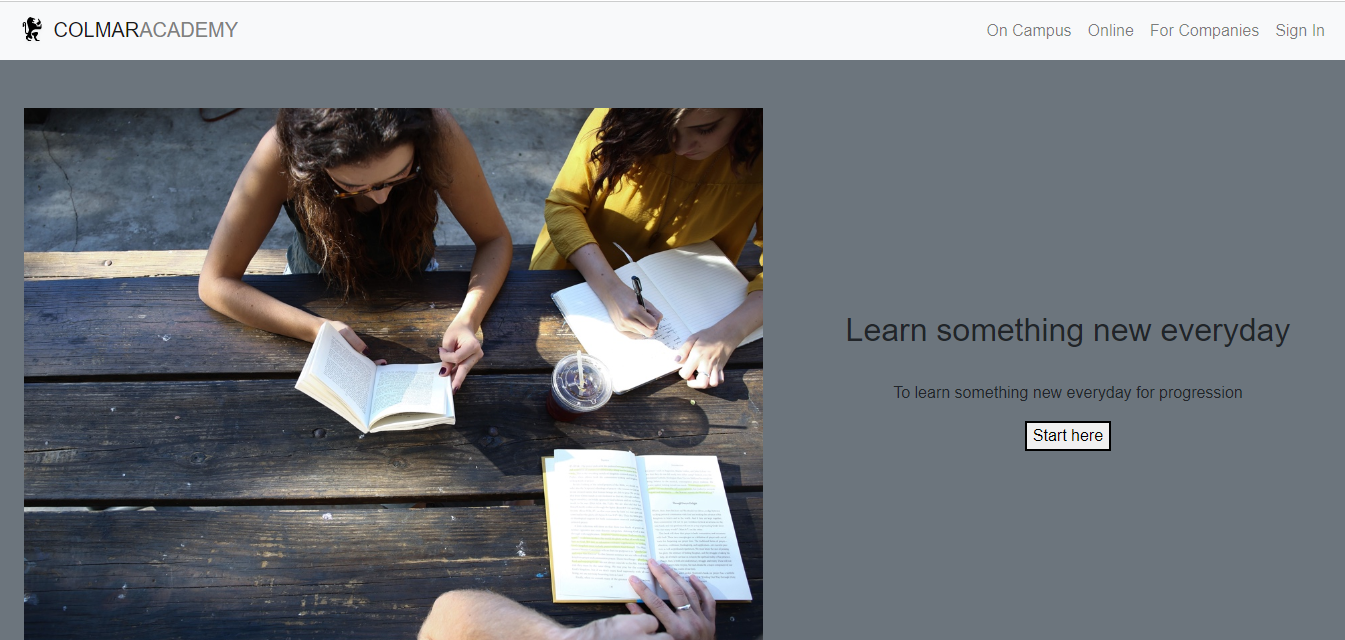 COLMARACADEMY
On Campus Online For Companies Sign In
Learn something new everyday
To learn something new everyday for progression
Start here